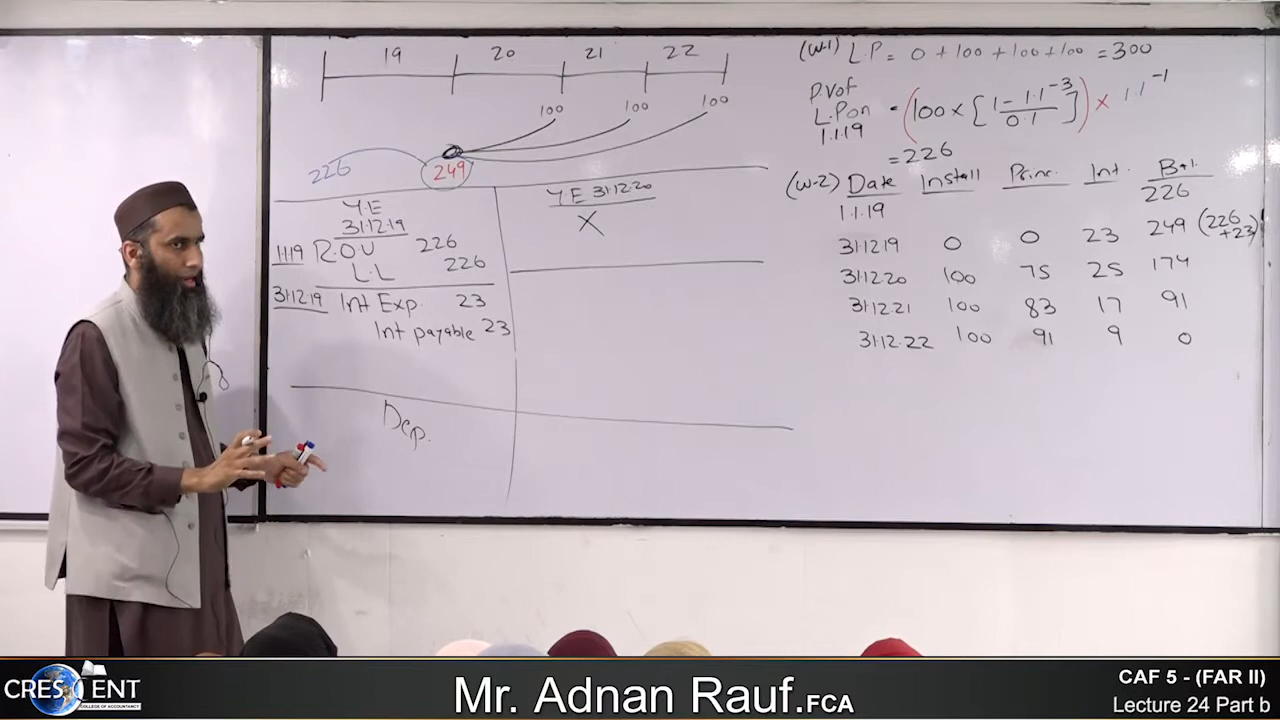 19 20 21 22
100 100 100
226 249
Y.E
31.12.19
1.1.19 R.O.U 226
L.L 226
31.12.19 Int Exp. 23
Int payable 23
Dep.
Y E 31.12.20
X
(W-1) L.P = 0 + 100 + 100 + 100 = 300
P.V of
L.P on = (100 × [1 - 1.1⁻³ / 0.1]) × 1.1⁻¹
1.1.19
= 226
(W-2) Date Install Princ. Int. Bal.
1.1.19 226
31.12.19 0 0 23 249 (226 + 23)
31.12.20 100 75 25 174
31.12.21 100 83 17 91
31.12.22 100 91 9 0
CRESCENT
COLLEGE OF ACCOUNTANCY
Mr. Adnan Rauf.FCA
CAF 5 - (FAR II)
Lecture 24 Part b